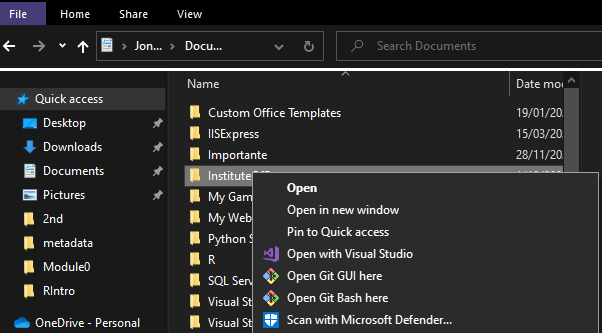 File Home Share View
Jon... Docu... Search Documents
Name Date mo
Quick access
Desktop
Downloads
Documents
Pictures
2nd
metadata
Module0
RIntro
OneDrive - Personal
Custom Office Templates 19/01/20
IISExpress 15/03/20
Importante 28/11/20
Institute
My Gam
My Web
Python S
R
SQL Serv
Visual St
Visual St
Open
Open in new window
Pin to Quick access
Open with Visual Studio
Open Git GUI here
Open Git Bash here
Scan with Microsoft Defender...